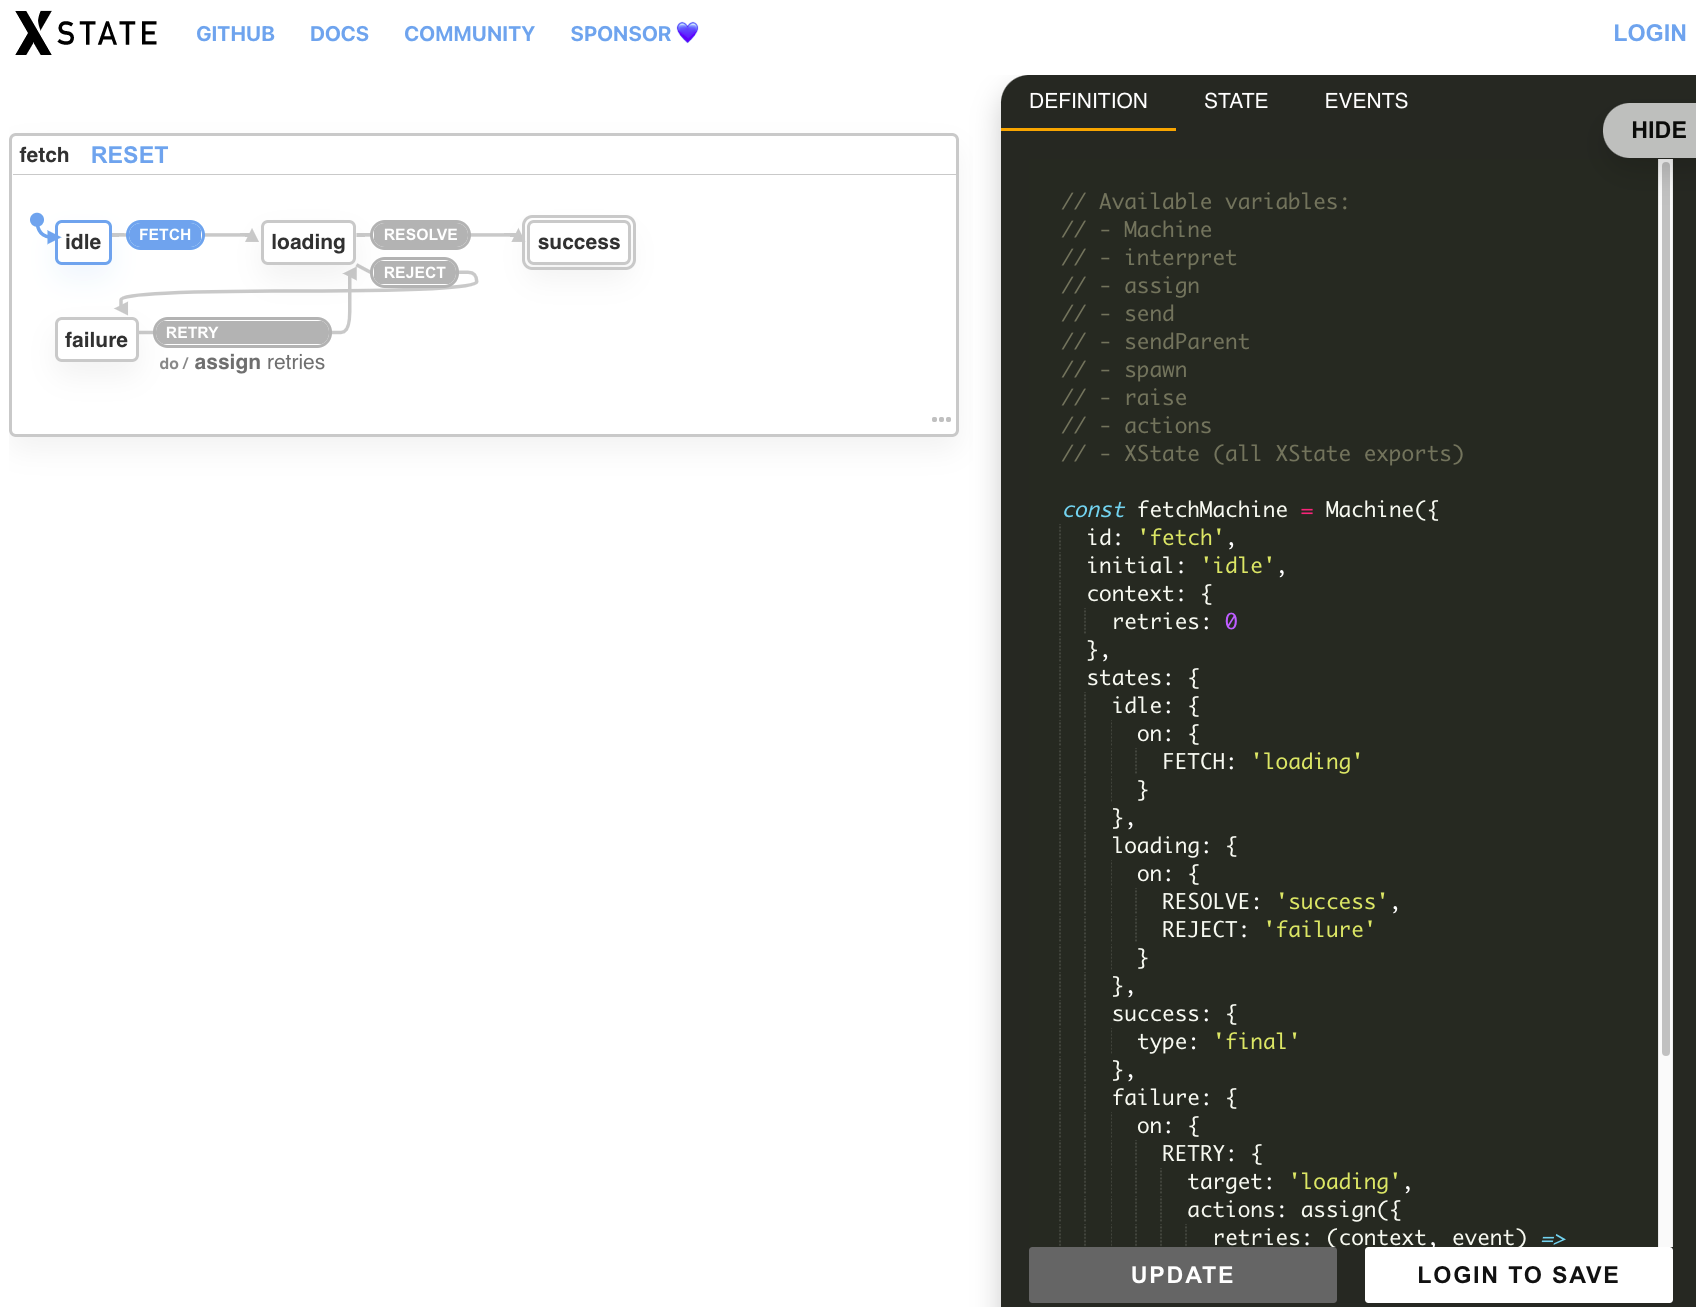 XSTATE GITHUB DOCS COMMUNITY SPONSOR 💜 LOGIN
fetch RESET
idle FETCH loading RESOLVE success
REJECT
failure RETRY
do / assign retries
DEFINITION STATE EVENTS
HIDE
// Available variables:
// - Machine
// - interpret
// - assign
// - send
// - sendParent
// - spawn
// - raise
// - actions
// - XState (all XState exports)
const fetchMachine = Machine({
  id: 'fetch',
  initial: 'idle',
  context: {
    retries: 0
  },
  states: {
    idle: {
      on: {
        FETCH: 'loading'
      }
    },
    loading: {
      on: {
        RESOLVE: 'success',
        REJECT: 'failure'
      }
    },
    success: {
      type: 'final'
    },
    failure: {
      on: {
        RETRY: {
          target: 'loading',
          actions: assign({
            retries: (context, event) =>
UPDATE LOGIN TO SAVE